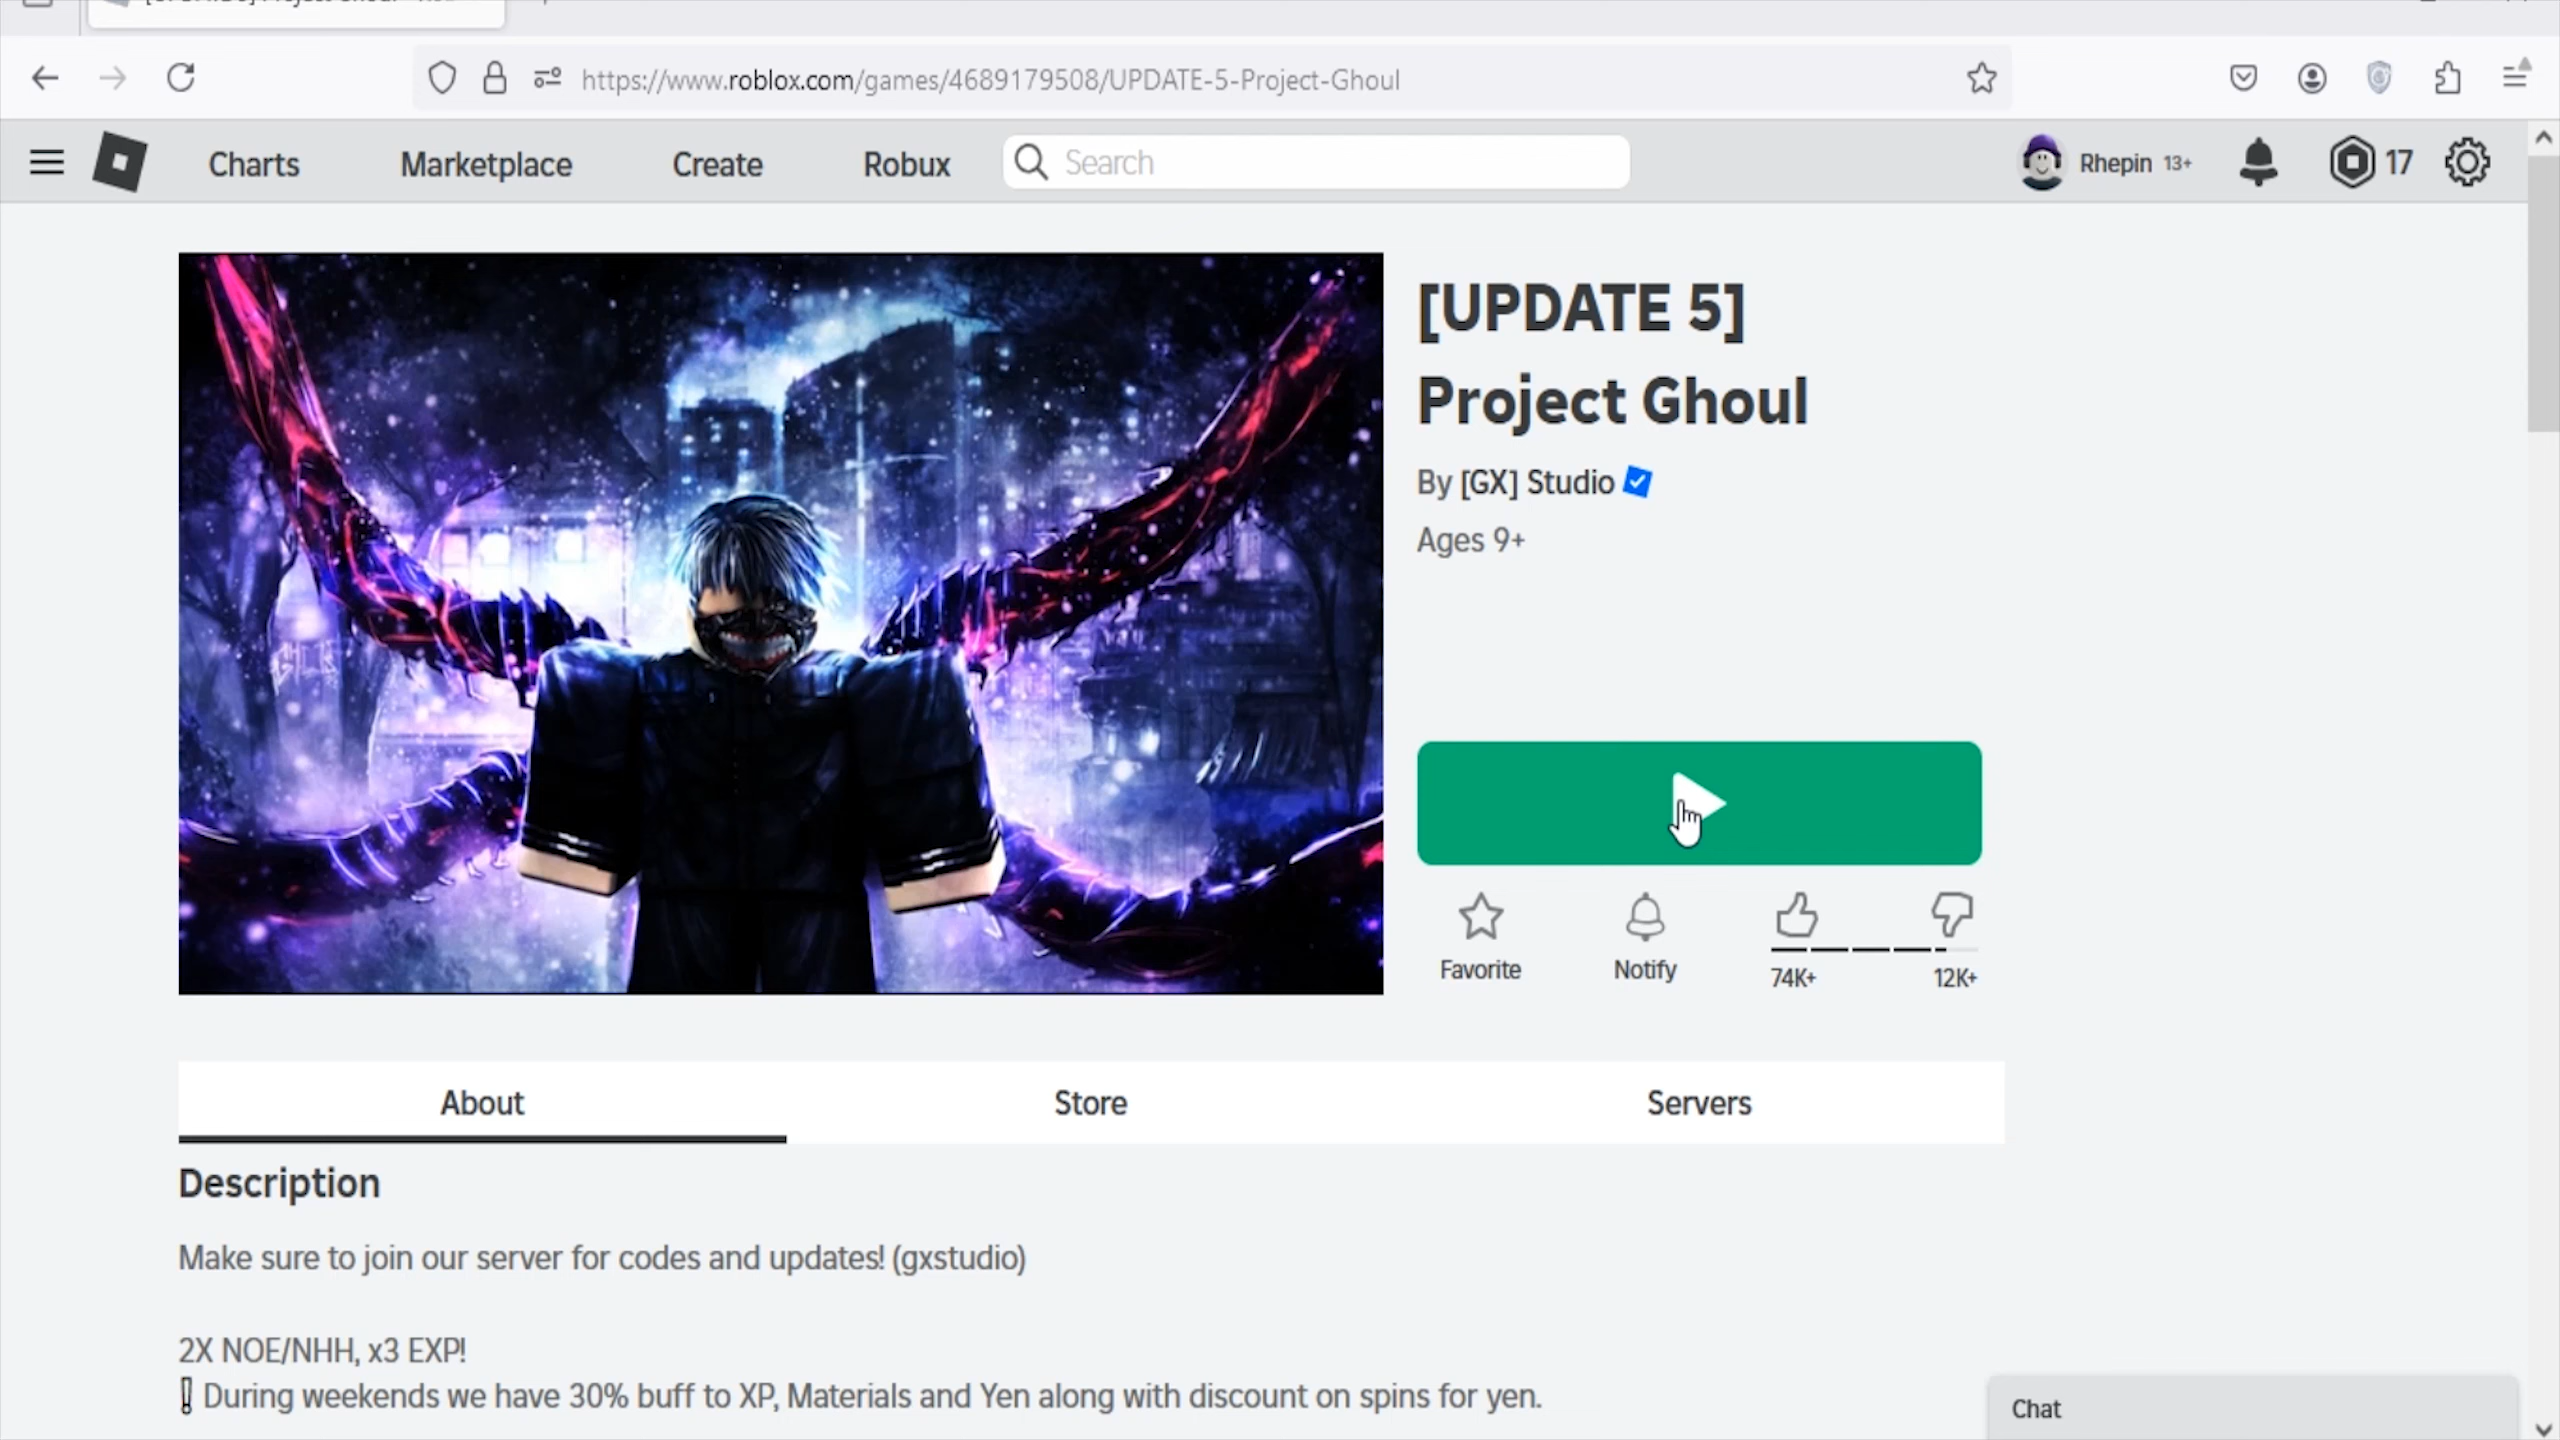 https://www.roblox.com/games/4689179508/UPDATE-5-Project-Ghoul
Charts
Marketplace
Create
Robux
Search
Rhepin 13+
17
[UPDATE 5]
Project Ghoul
By [GX] Studio
Ages 9+
Favorite
Notify
74K+
12K+
About
Store
Servers
Description
Make sure to join our server for codes and updates! (gxstudio)
2X NOE/NHH, x3 EXP!
During weekends we have 30% buff to XP, Materials and Yen along with discount on spins for yen.
Chat